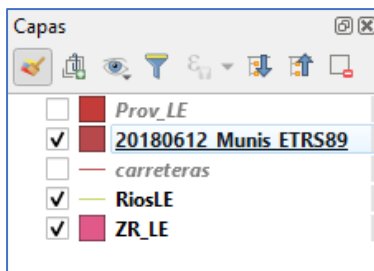 Capas
Prov_LE
20180612_Munis_ETRS89
carreteras
RiosLE
ZR_LE